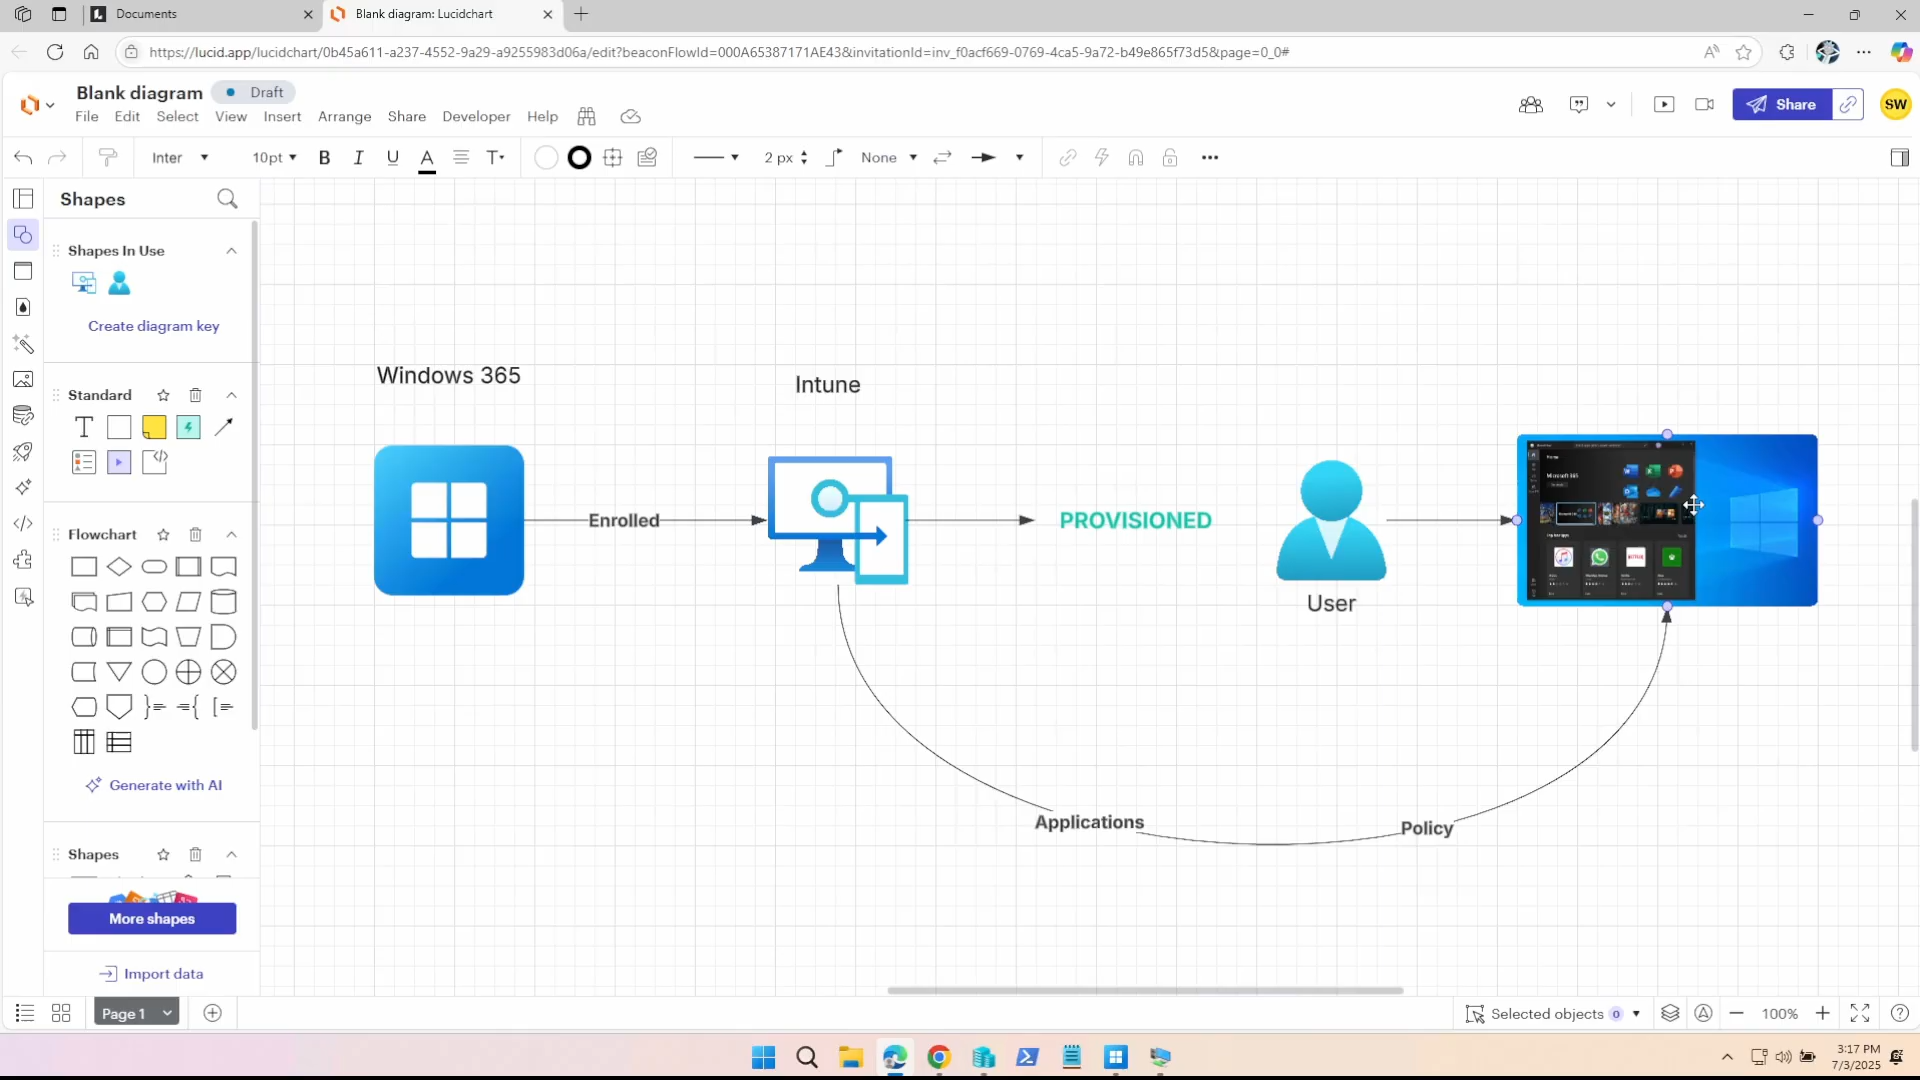 Documents
Blank diagram: Lucidchart
https://lucid.app/lucidchart/0b45a611-a237-4552-9a29-a9255983d06a/edit?beaconFlowId=000A65387171AE43&invitationId=inv_f0acf669-0769-4ca5-9a72-b49e865f73d5&page=0_0#
Blank diagram
Draft
File Edit Select View Insert Arrange Share Developer Help
Share
SW
Inter 10pt B I U A T 2 px None
Shapes
Shapes In Use
Create diagram key
Standard
Flowchart
Generate with AI
Shapes
More shapes
Import data
Windows 365
Intune
Enrolled
PROVISIONED
User
Home
Microsoft 365
Applications
Policy
Page 1
Selected objects 0
100%
3:17 PM
7/3/2025